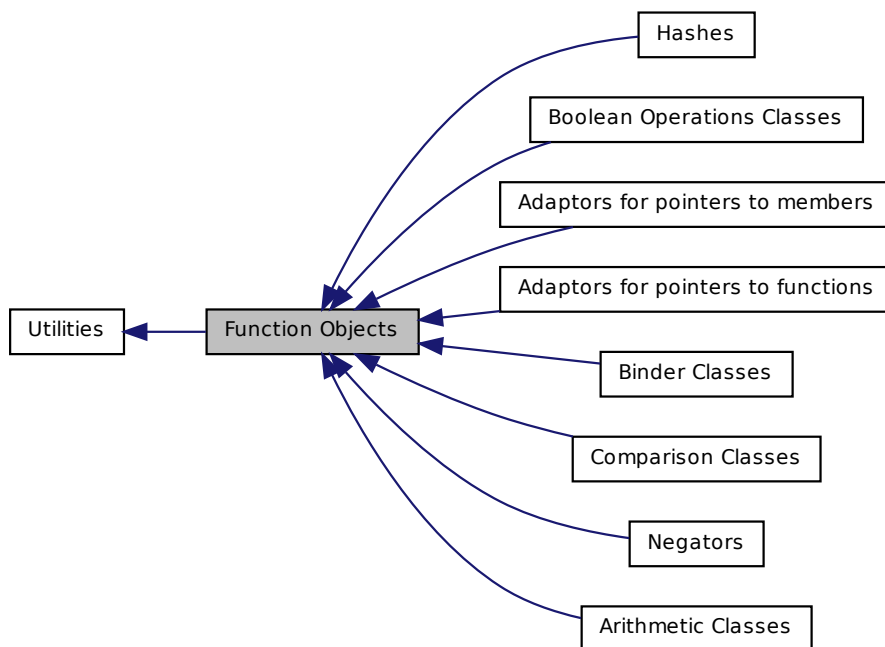 Hashes
Boolean Operations Classes
Adaptors for pointers to members
Adaptors for pointers to functions
Utilities
Function Objects
Binder Classes
Comparison Classes
Negators
Arithmetic Classes